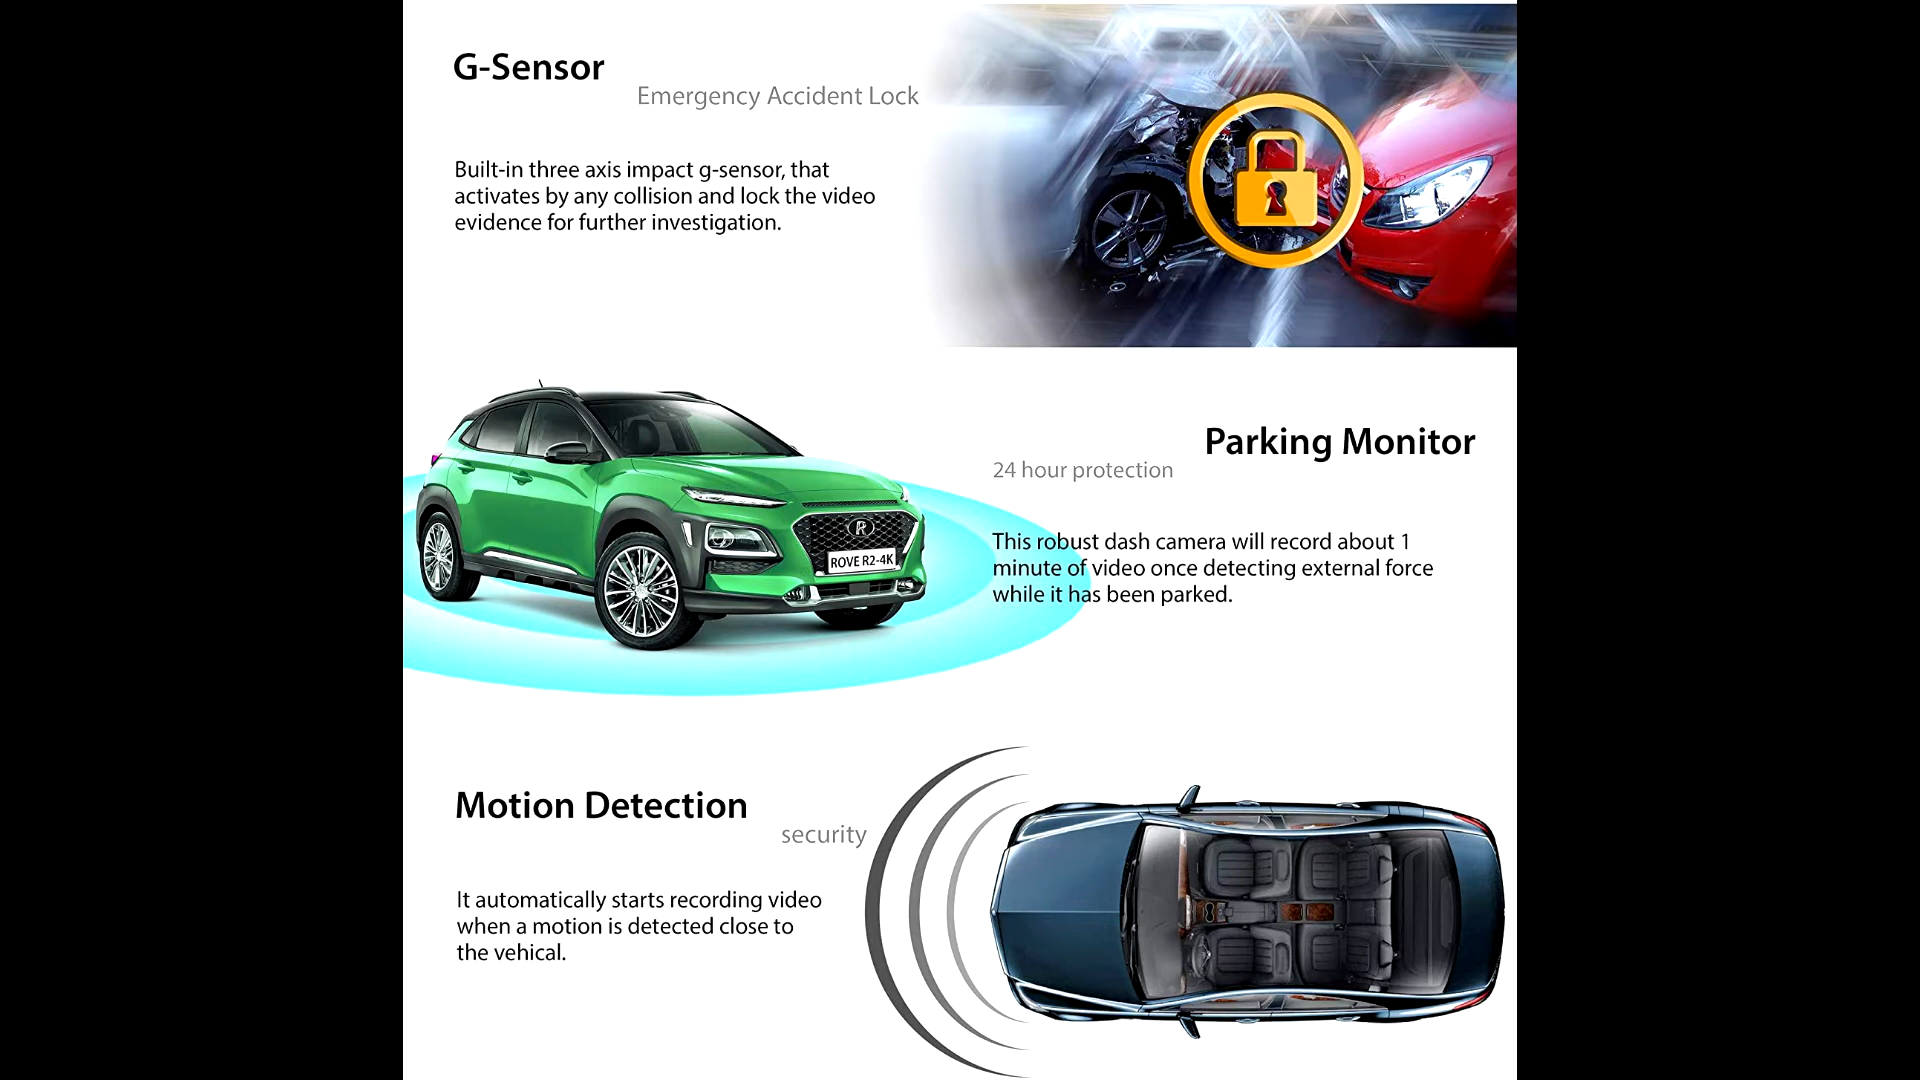 G-Sensor
Emergency Accident Lock
Built-in three axis impact g-sensor, that
activates by any collision and lock the video
evidence for further investigation.
Parking Monitor
24 hour protection
This robust dash camera will record about 1
minute of video once detecting external force
while it has been parked.
R
ROVE R2-4K
Motion Detection
security
It automatically starts recording video
when a motion is detected close to
the vehical.